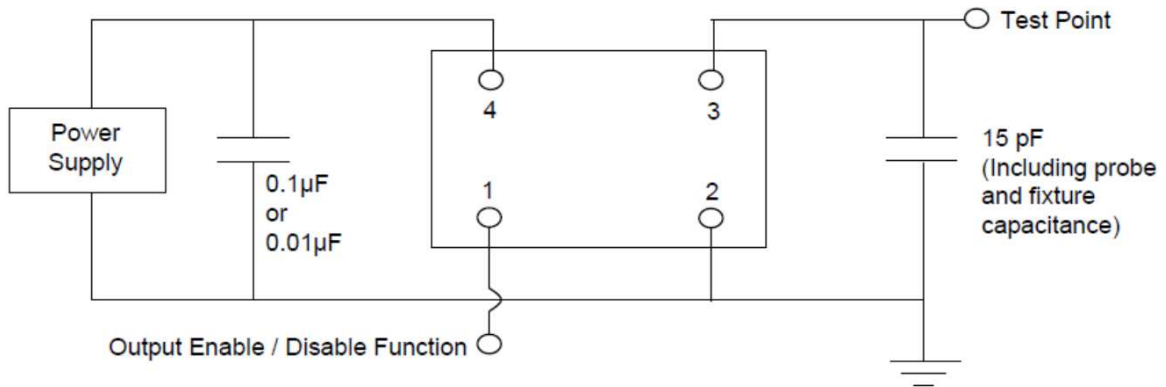 Test Point
4
3
Power
Supply
15 pF
(Including probe
and fixture
capacitance)
0.1µF
or
0.01µF
1
2
Output Enable / Disable Function